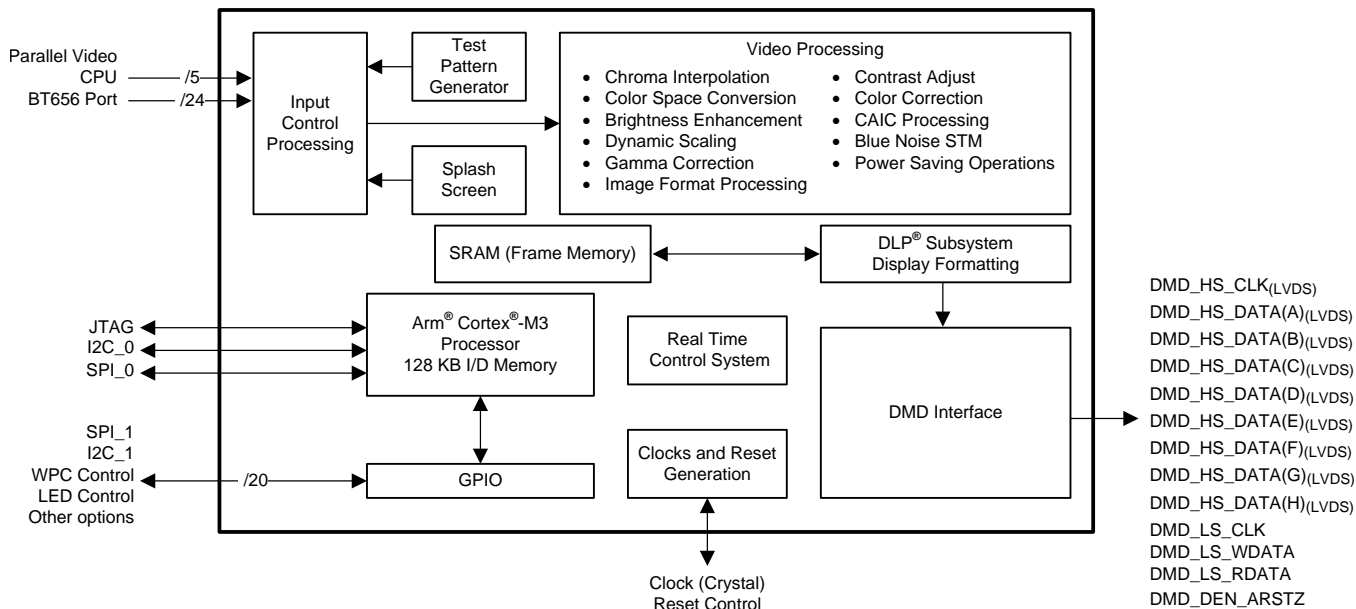 Parallel Video
CPU
BT656 Port
/5
/24
Input
Control
Processing
Test
Pattern
Generator
Splash
Screen
Video Processing
• Chroma Interpolation
• Color Space Conversion
• Brightness Enhancement
• Dynamic Scaling
• Gamma Correction
• Image Format Processing
• Contrast Adjust
• Color Correction
• CAIC Processing
• Blue Noise STM
• Power Saving Operations
SRAM (Frame Memory)
DLP® Subsystem
Display Formatting
JTAG
I2C_0
SPI_0
Arm® Cortex®-M3
Processor
128 KB I/D Memory
Real Time
Control System
DMD Interface
SPI_1
I2C_1
WPC Control
LED Control
Other options
/20
GPIO
Clocks and Reset
Generation
Clock (Crystal)
Reset Control
DMD_HS_CLK(LVDS)
DMD_HS_DATA(A)(LVDS)
DMD_HS_DATA(B)(LVDS)
DMD_HS_DATA(C)(LVDS)
DMD_HS_DATA(D)(LVDS)
DMD_HS_DATA(E)(LVDS)
DMD_HS_DATA(F)(LVDS)
DMD_HS_DATA(G)(LVDS)
DMD_HS_DATA(H)(LVDS)
DMD_LS_CLK
DMD_LS_WDATA
DMD_LS_RDATA
DMD_DEN_ARSTZ